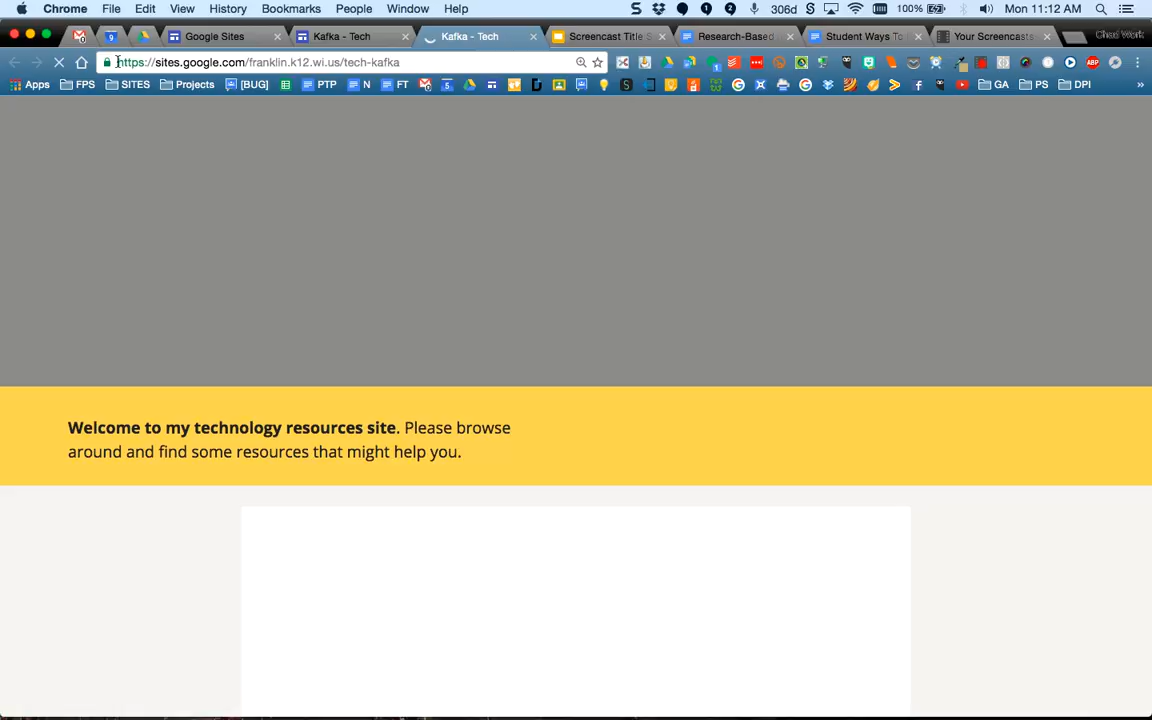 Chrome File Edit View History Bookmarks People Window Help 306d 100% Mon 11:12 AM
Google Sites Kafka - Tech Kafka - Tech Screencast Title S Research-Based Student Ways To Your Screencasts Chad Work
https://sites.google.com/franklin.k12.wi.us/tech-kafka
Apps FPS SITES Projects [BUG] PTP N FT GA PS DPI »
Welcome to my technology resources site. Please browse
around and find some resources that might help you.